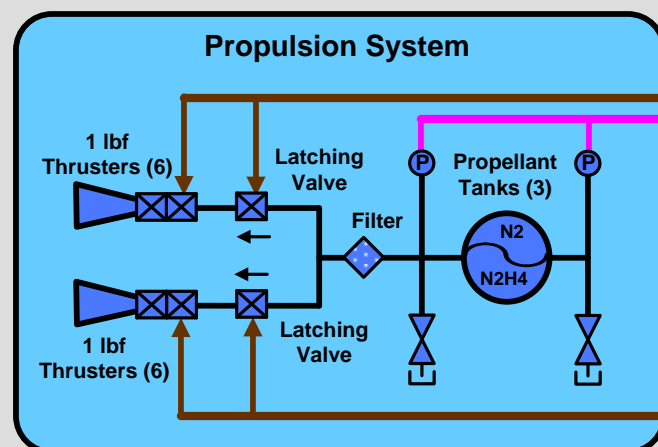 Propulsion System
1 lbf
Thrusters (6)
Latching
Valve
Filter
P
Propellant
Tanks (3)
P
N2
N2H4
1 lbf
Thrusters (6)
Latching
Valve